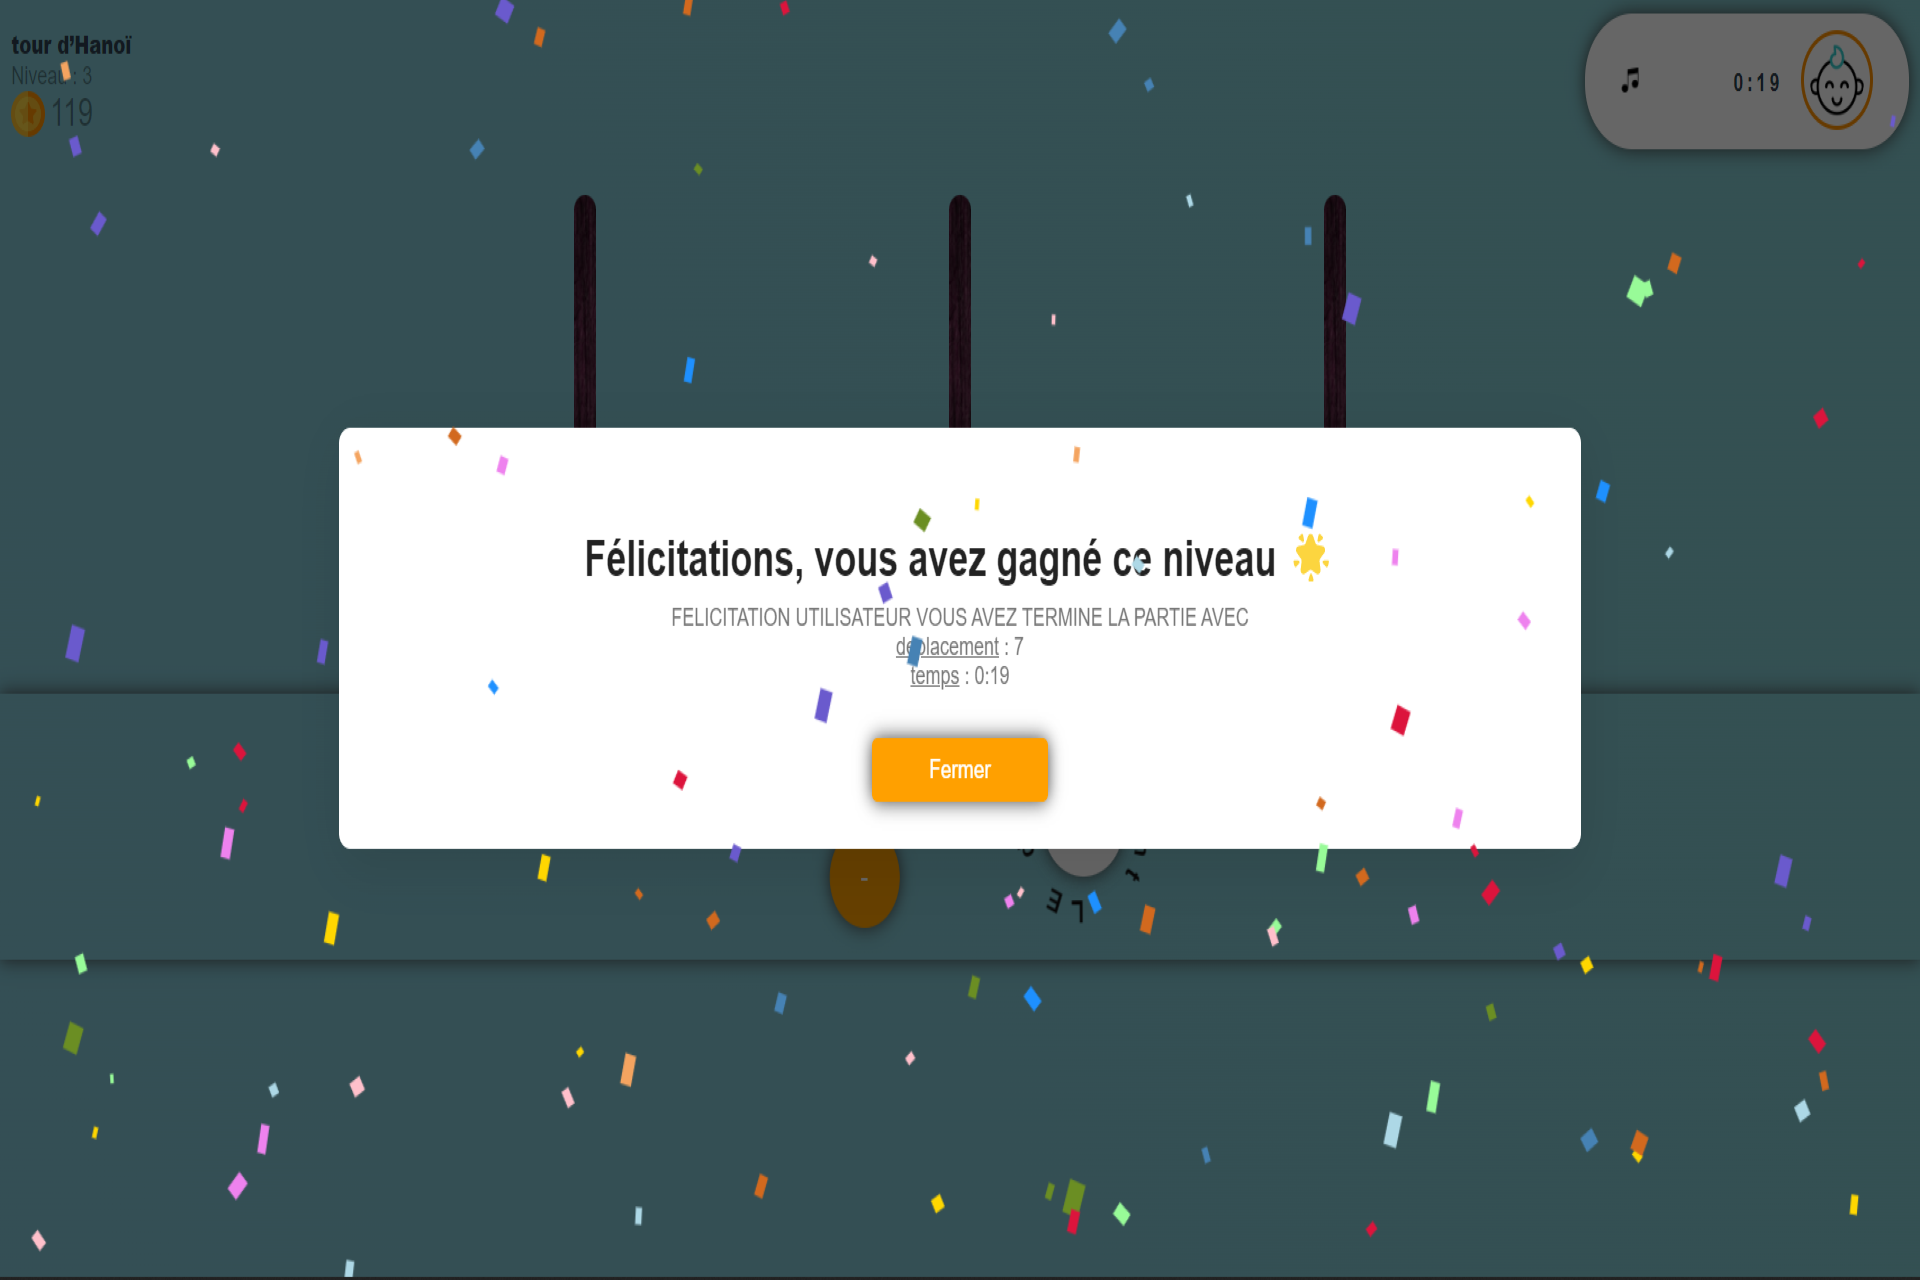 tour d'Hanoï
Niveau : 3
119
0:19
Félicitations, vous avez gagné ce niveau
FELICITATION UTILISATEUR VOUS AVEZ TERMINE LA PARTIE AVEC
deplacement : 7
temps : 0:19
Fermer
-